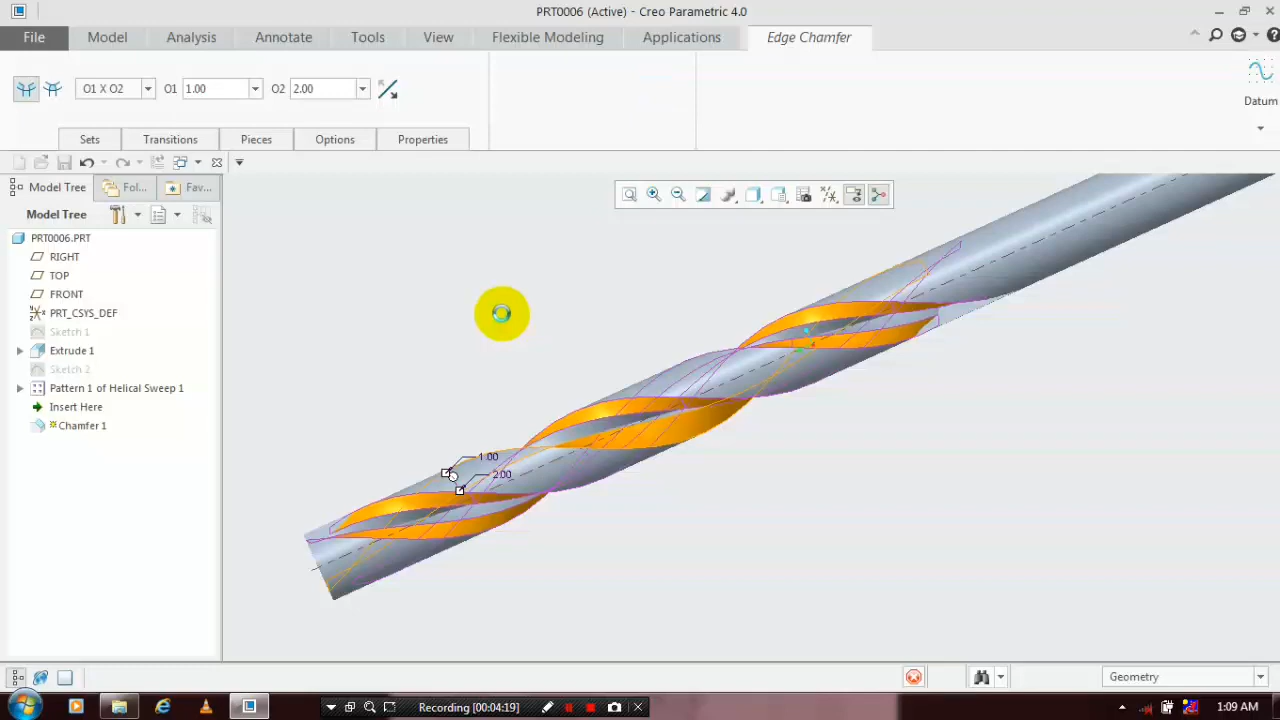 PRT0006 (Active) - Creo Parametric 4.0
File Model Analysis Annotate Tools View Flexible Modeling Applications Edge Chamfer
O1 X O2 O1 1.00 O2 2.00
Datum
Sets Transitions Pieces Options Properties
Model Tree Fol... Fav...
Model Tree
PRT0006.PRT
RIGHT
TOP
FRONT
PRT_CSYS_DEF
Sketch 1
Extrude 1
Sketch 2
Pattern 1 of Helical Sweep 1
Insert Here
Chamfer 1
1.00
2.00
Geometry
Recording [00:04:19]
1:09 AM